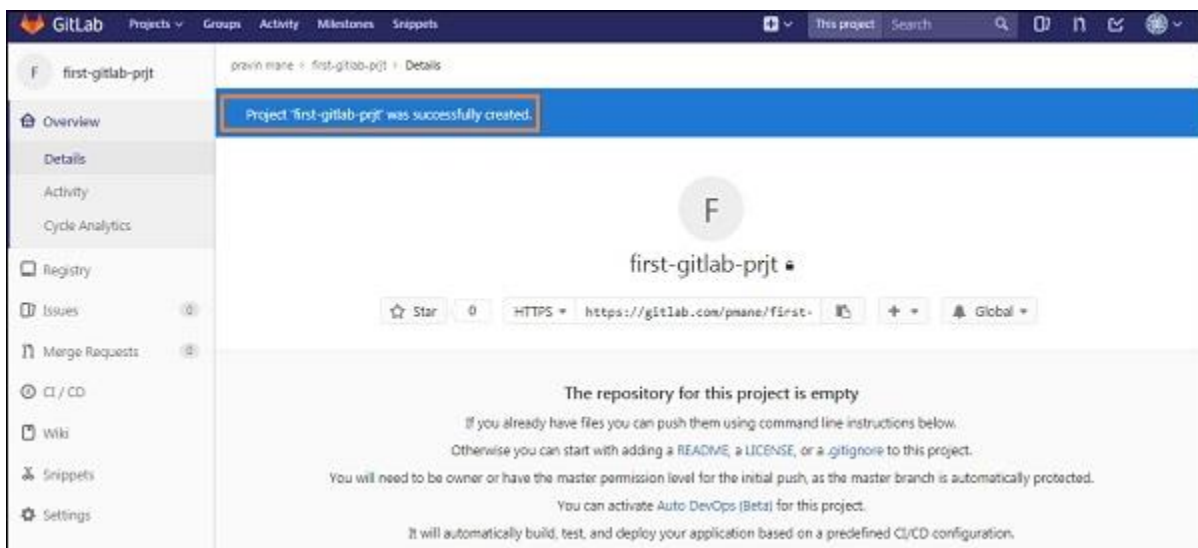 GitLab Projects Groups Activity Milestones Snippets This project Search
F first-gitlab-prjt
pravin mane › first-gitlab-prjt › Details
Project 'first-gitlab-prjt' was successfully created.
Overview
Details
Activity
Cycle Analytics
Registry
Issues 0
Merge Requests 0
CI / CD
Wiki
Snippets
Settings
F
first-gitlab-prjt
Star 0 HTTPS https://gitlab.com/pmane/first- + Global
The repository for this project is empty
If you already have files you can push them using command line instructions below.
Otherwise you can start with adding a README, a LICENSE, or a .gitignore to this project.
You will need to be owner or have the master permission level for the initial push, as the master branch is automatically protected.
You can activate Auto DevOps (Beta) for this project.
It will automatically build, test, and deploy your application based on a predefined CI/CD configuration.